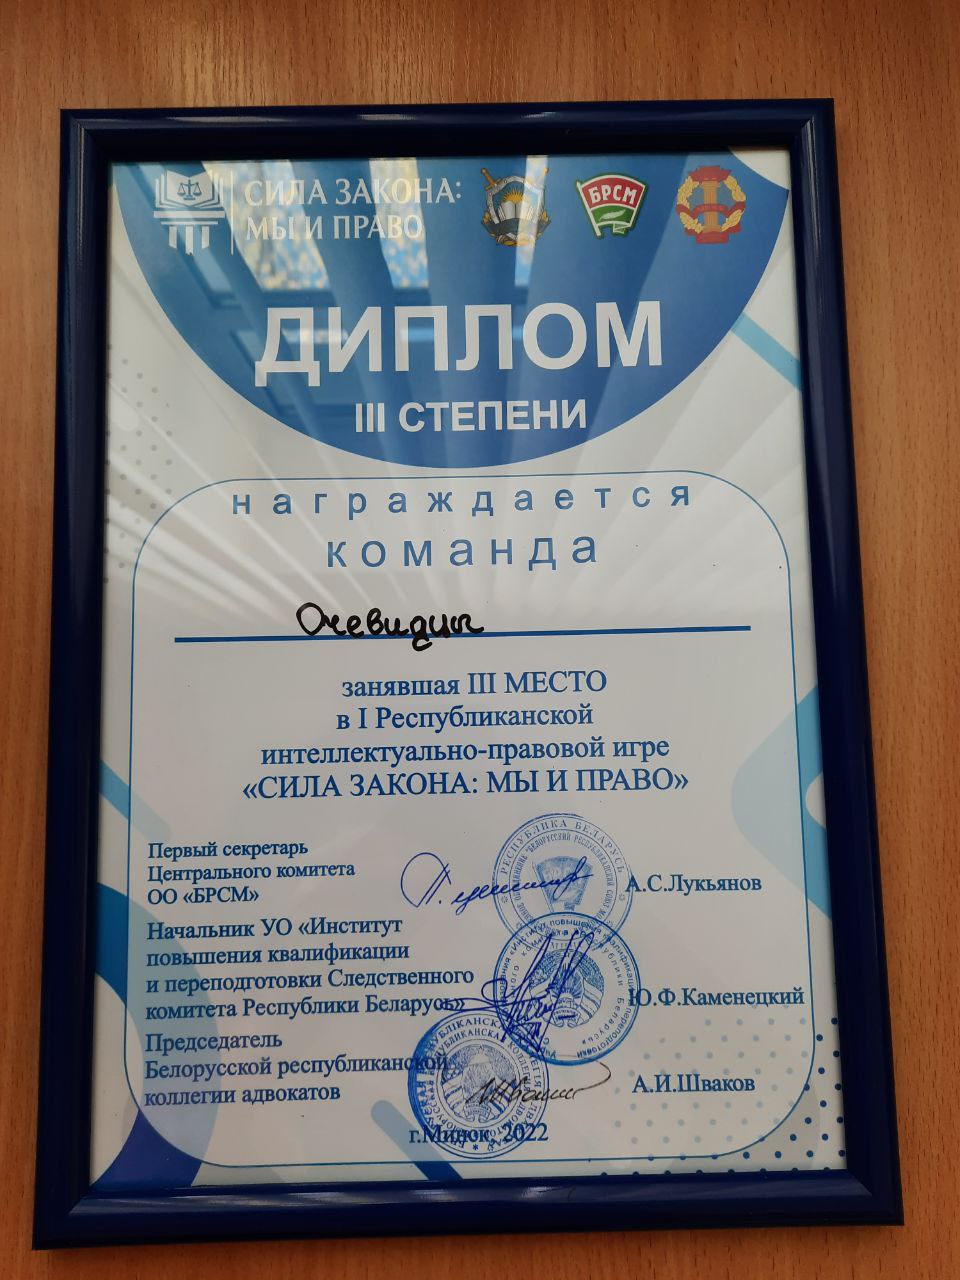 СИЛА ЗАКОНА:
МЫ И ПРАВО
БРСМ
ДИПЛОМ
III СТЕПЕНИ
награждается
команда
Очевидцы
занявшая III МЕСТО
в I Республиканской
интеллектуально-правовой игре
«СИЛА ЗАКОНА: МЫ И ПРАВО»
Первый секретарь
Центрального комитета
ОО «БРСМ»
РЕСПУБЛИКА БЕЛАРУСЬ
А.С.Лукьянов
Начальник УО «Институт
повышения квалификации
и переподготовки Следственного
комитета Республики Беларусь»
Ю.Ф.Каменецкий
Председатель
Белорусской республиканской
коллегии адвокатов
А.И.Шваков
г.Минск, 2022